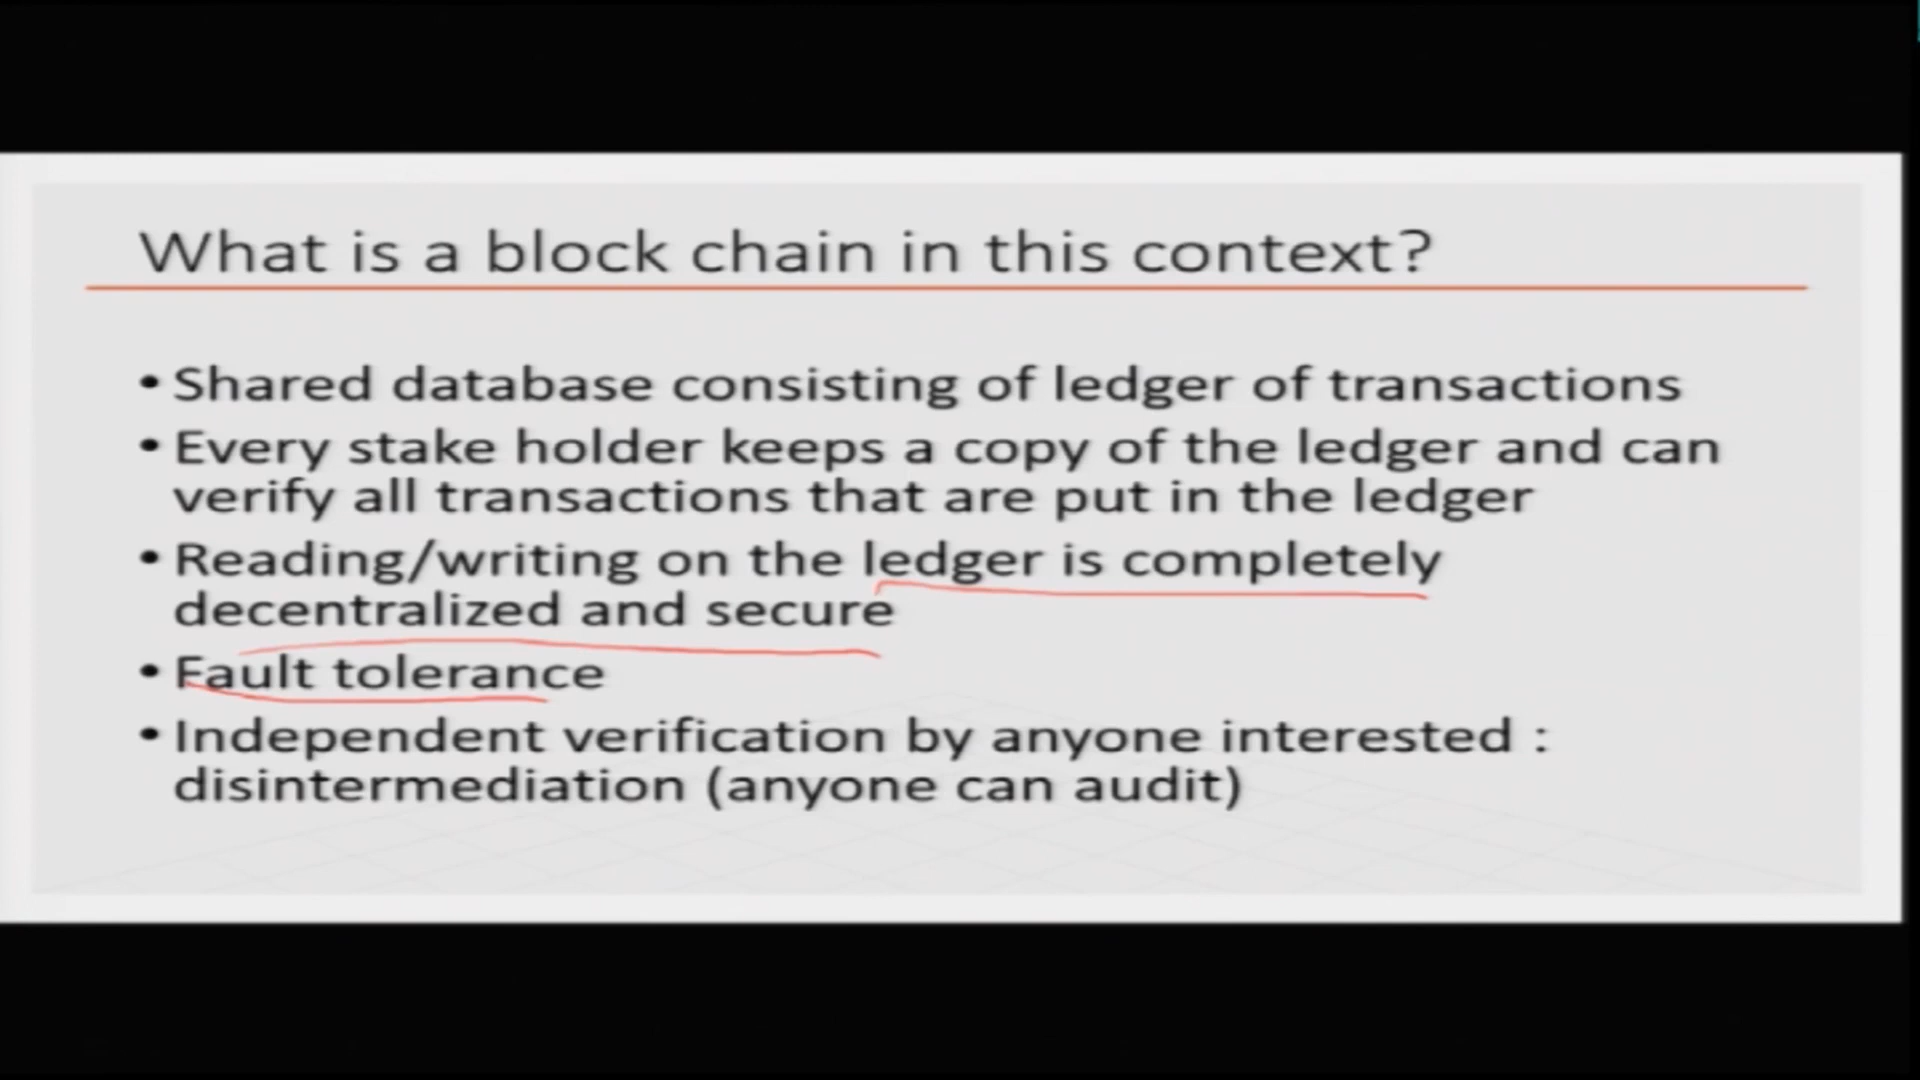 What is a block chain in this context?
• Shared database consisting of ledger of transactions
• Every stake holder keeps a copy of the ledger and can
verify all transactions that are put in the ledger
• Reading/writing on the ledger is completely
decentralized and secure
• Fault tolerance
• Independent verification by anyone interested :
disintermediation (anyone can audit)